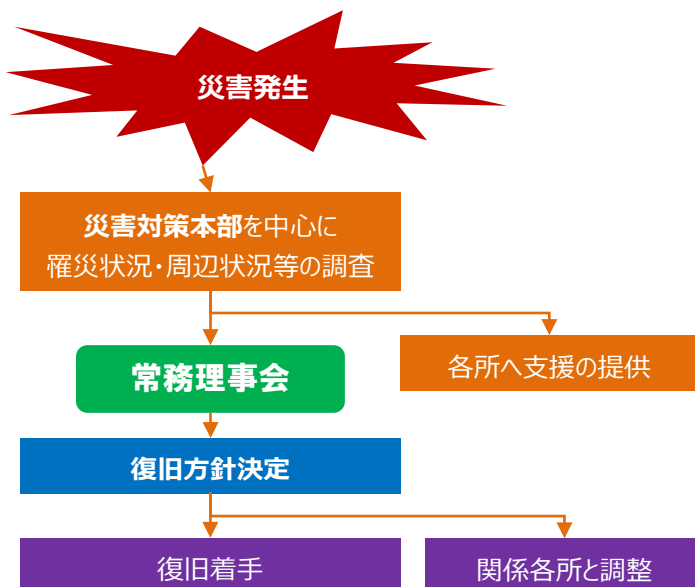 災害発生
災害対策本部を中心に
罹災状況・周辺状況等の調査
常務理事会
各所へ支援の提供
復旧方針決定
復旧着手
関係各所と調整